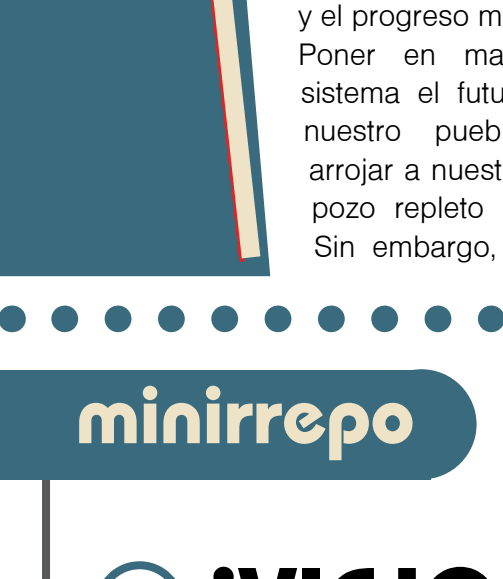 y el progreso m
Poner en ma
sistema el futu
nuestro pueb
arrojar a nuest
pozo repleto
Sin embargo,
minirrepo